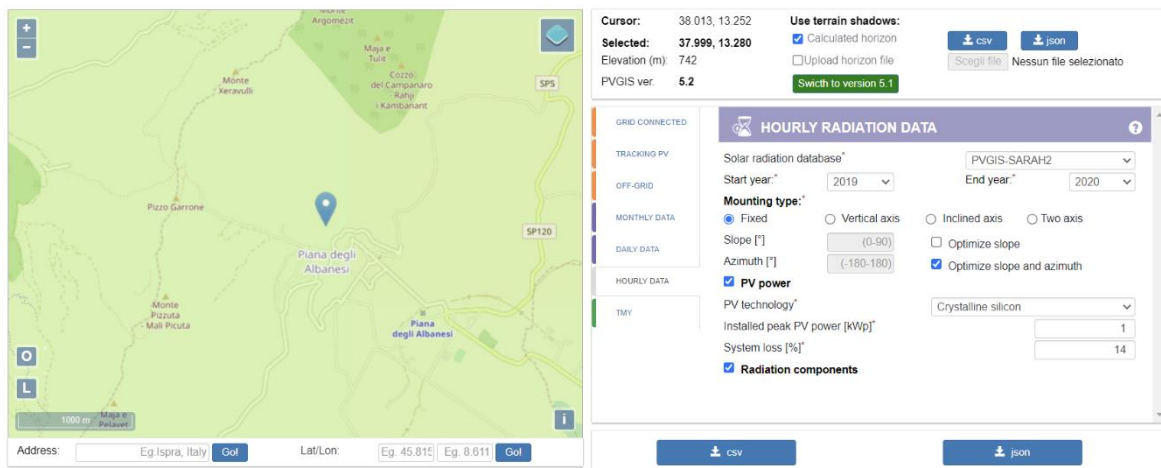 +
−
Monte
Argomezit
Maja e
Tulit
Cozzo
del Campanaro
Rahji
i Kambanant
SP5
Monte
Xeravulli
Pizzo Garrone
SP120
Piana degli
Albanesi
Monte
Pizzuta
- Mali Picuta
Piana
degli Albanesi
O
L
1000 m
Maja e
Pelavet
i
Address:
Eg.Ispra, Italy
Go!
Lat/Lon:
Eg. 45.815
Eg. 8.611
Go!
Cursor: 38.013, 13.252 Use terrain shadows:
Selected: 37.999, 13.280 Calculated horizon csv json
Elevation (m): 742 Upload horizon file Scegli file Nessun file selezionato
PVGIS ver. 5.2 Swicth to version 5.1
GRID CONNECTED
TRACKING PV
OFF-GRID
MONTHLY DATA
DAILY DATA
HOURLY DATA
TMY
HOURLY RADIATION DATA ?
Solar radiation database* PVGIS-SARAH2
Start year:* 2019 End year:* 2020
Mounting type:*
Fixed Vertical axis Inclined axis Two axis
Slope [°] (0-90) Optimize slope
Azimuth [°] (-180-180) Optimize slope and azimuth
PV power
PV technology* Crystalline silicon
Installed peak PV power [kWp]* 1
System loss [%]* 14
Radiation components
csv json